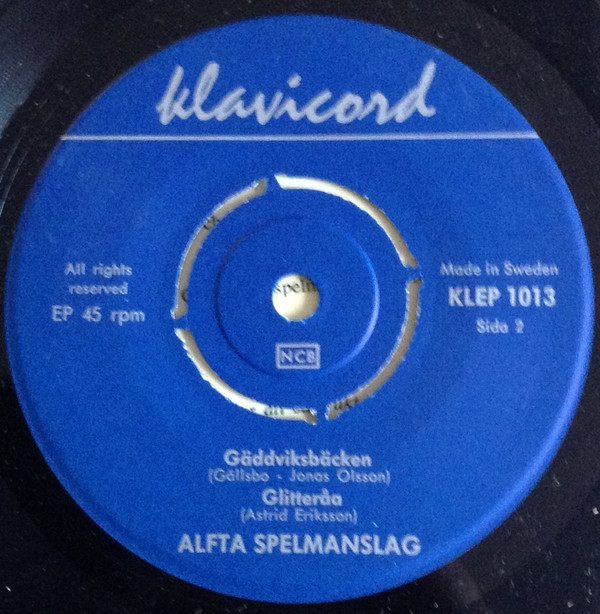 klavicord
All rights
reserved
EP 45 rpm
Made in Sweden
KLEP 1013
Sida 2
NCB
Gäddviksbäcken
(Gällsbo - Jonas Olsson)
Glitteråa
(Astrid Eriksson)
ALFTA SPELMANSLAG